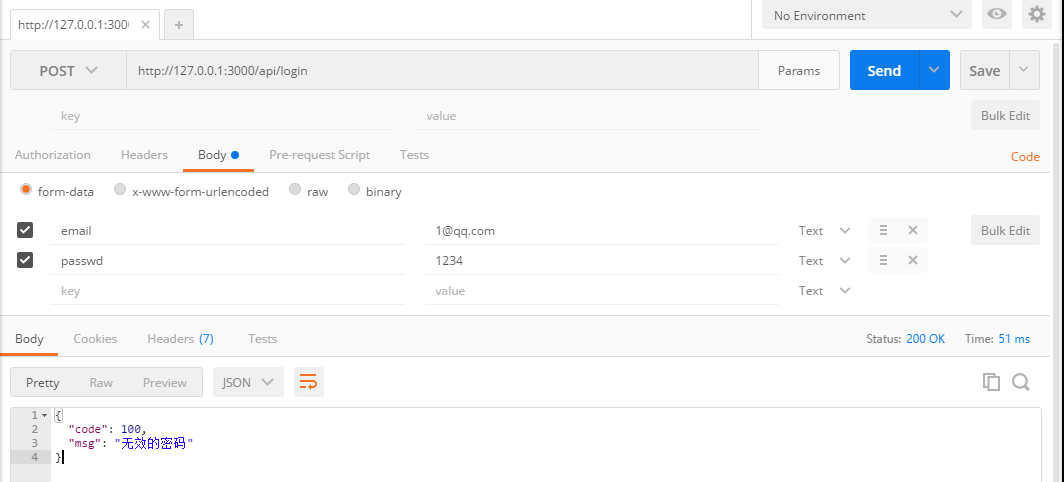 http://127.0.0.1:300 × +
No Environment
POST http://127.0.0.1:3000/api/login Params Send Save
key value Bulk Edit
Authorization Headers Body Pre-request Script Tests Code
form-data x-www-form-urlencoded raw binary
email 1@qq.com Text Bulk Edit
passwd 1234 Text
key value Text
Body Cookies Headers (7) Tests Status: 200 OK Time: 51 ms
Pretty Raw Preview JSON
1 {
2 "code": 100,
3 "msg": "无效的密码"
4 }